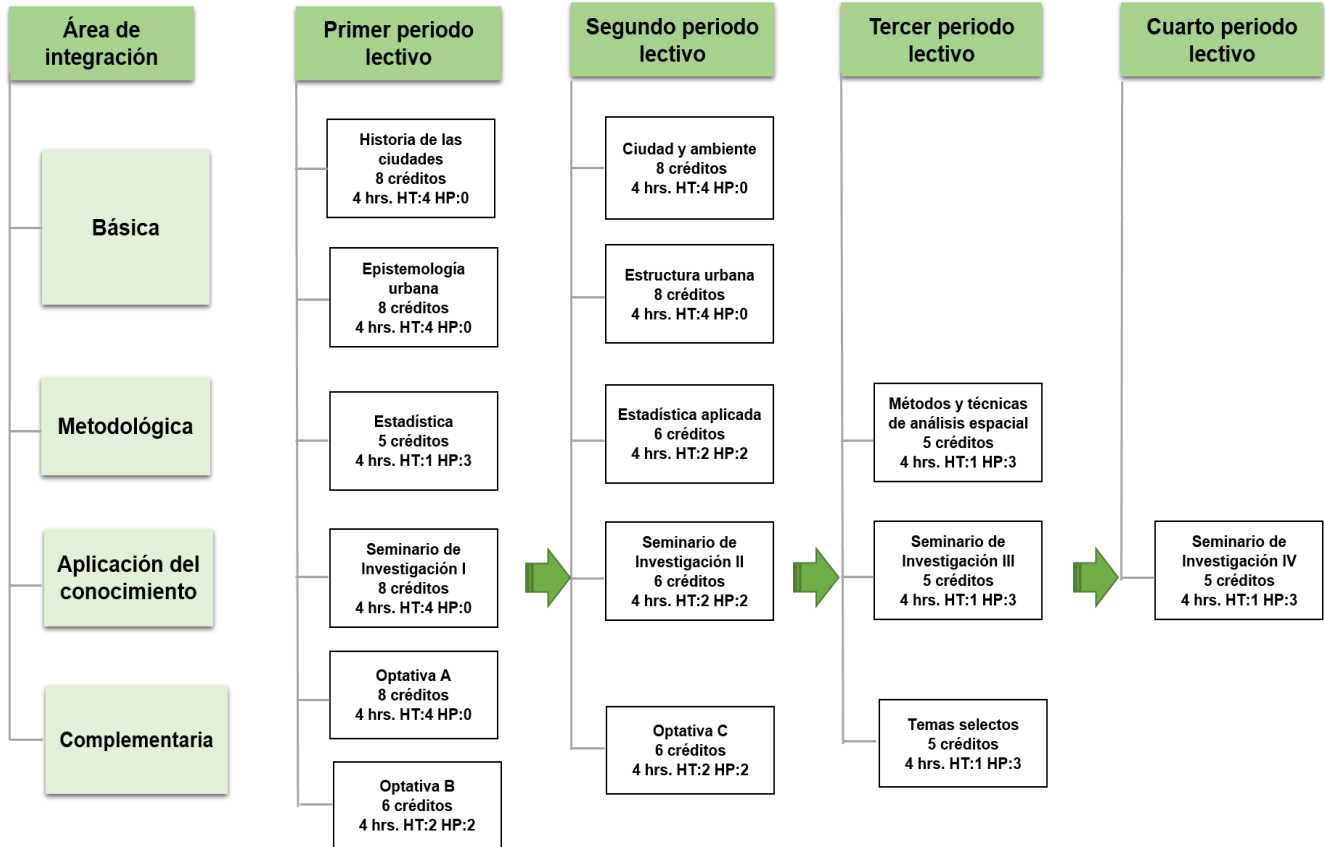 Área de
integración
Primer periodo
lectivo
Segundo periodo
lectivo
Tercer periodo
lectivo
Cuarto periodo
lectivo
Básica
Historia de las
ciudades
8 créditos
4 hrs. HT:4 HP:0
Ciudad y ambiente
8 créditos
4 hrs. HT:4 HP:0
Epistemología
urbana
8 créditos
4 hrs. HT:4 HP:0
Estructura urbana
8 créditos
4 hrs. HT:4 HP:0
Metodológica
Estadística
5 créditos
4 hrs. HT:1 HP:3
Estadística aplicada
6 créditos
4 hrs. HT:2 HP:2
Métodos y técnicas
de análisis espacial
5 créditos
4 hrs. HT:1 HP:3
Aplicación del
conocimiento
Seminario de
Investigación I
8 créditos
4 hrs. HT:4 HP:0
Seminario de
Investigación II
6 créditos
4 hrs. HT:2 HP:2
Seminario de
Investigación III
5 créditos
4 hrs. HT:1 HP:3
Seminario de
Investigación IV
5 créditos
4 hrs. HT:1 HP:3
Complementaria
Optativa A
8 créditos
4 hrs. HT:4 HP:0
Optativa B
6 créditos
4 hrs. HT:2 HP:2
Optativa C
6 créditos
4 hrs. HT:2 HP:2
Temas selectos
5 créditos
4 hrs. HT:1 HP:3